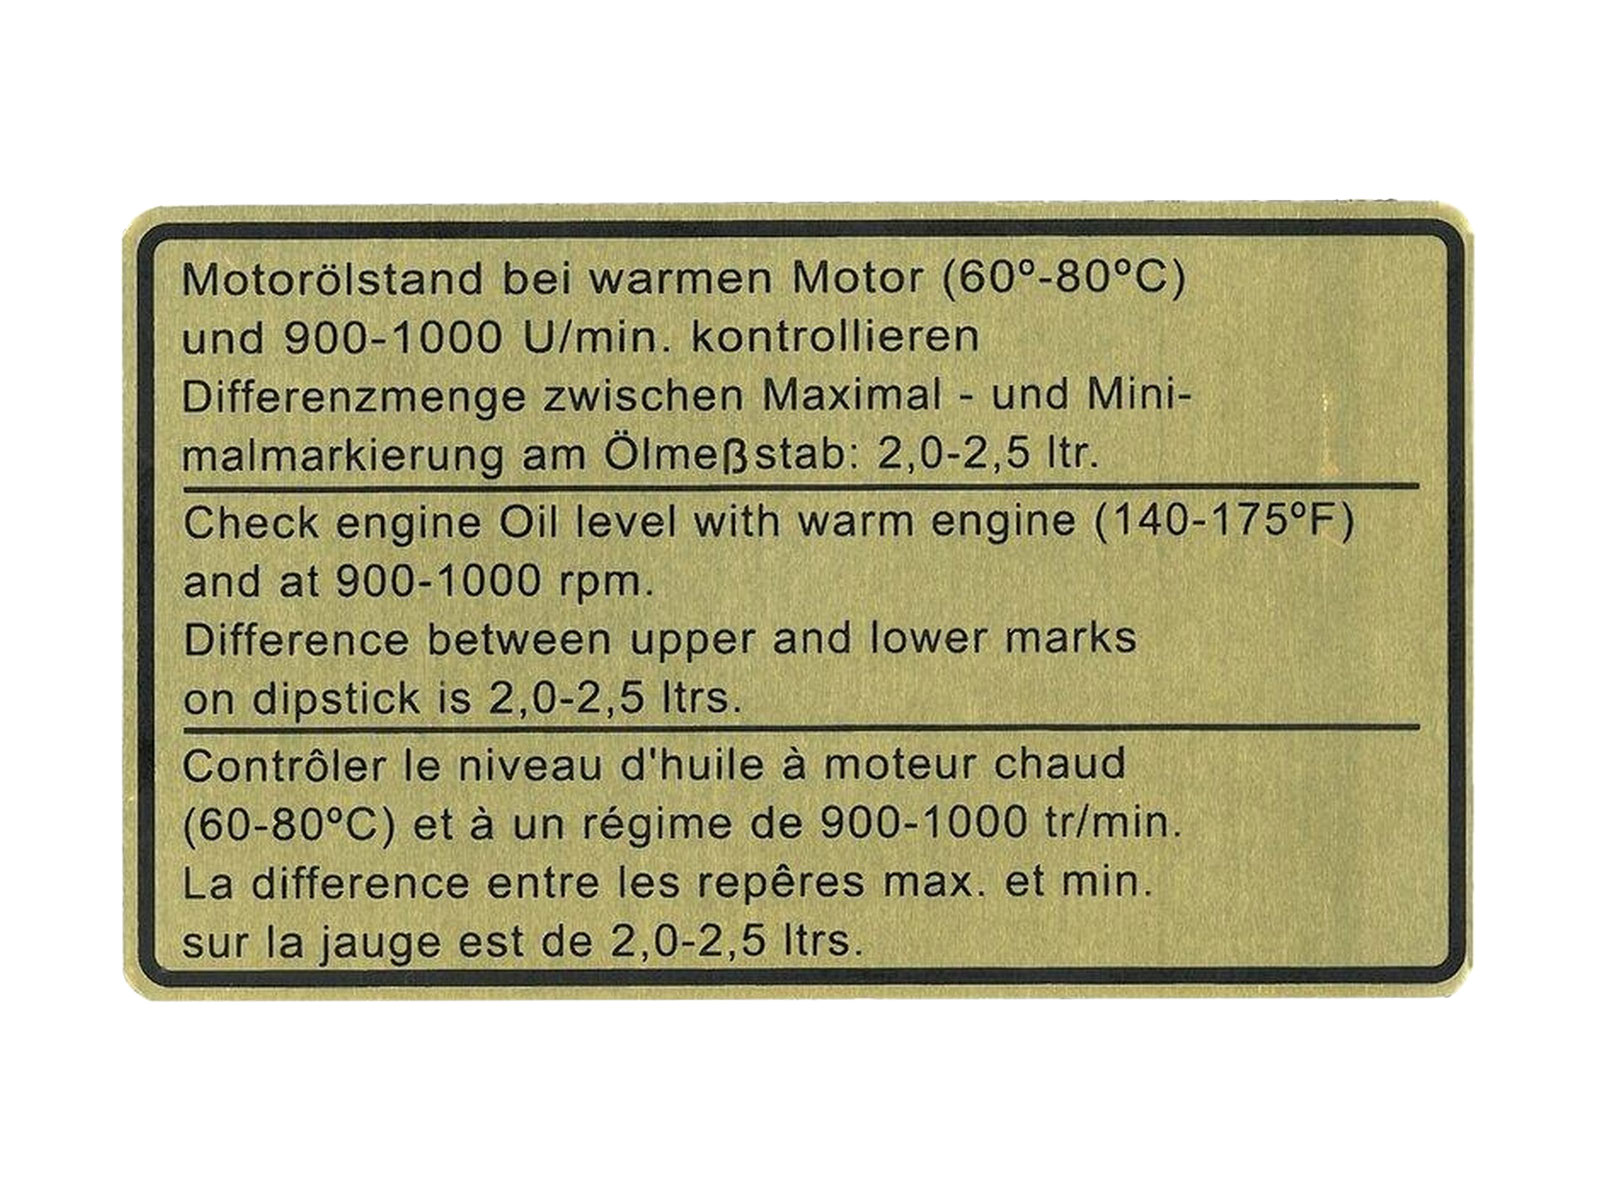 Motorölstand bei warmen Motor (60º-80ºC)
und 900-1000 U/min. kontrollieren
Differenzmenge zwischen Maximal - und Mini-
malmarkierung am Ölmeßstab: 2,0-2,5 ltr.
Check engine Oil level with warm engine (140-175ºF)
and at 900-1000 rpm.
Difference between upper and lower marks
on dipstick is 2,0-2,5 ltrs.
Contrôler le niveau d'huile à moteur chaud
(60-80ºC) et à un régime de 900-1000 tr/min.
La difference entre les repêres max. et min.
sur la jauge est de 2,0-2,5 ltrs.